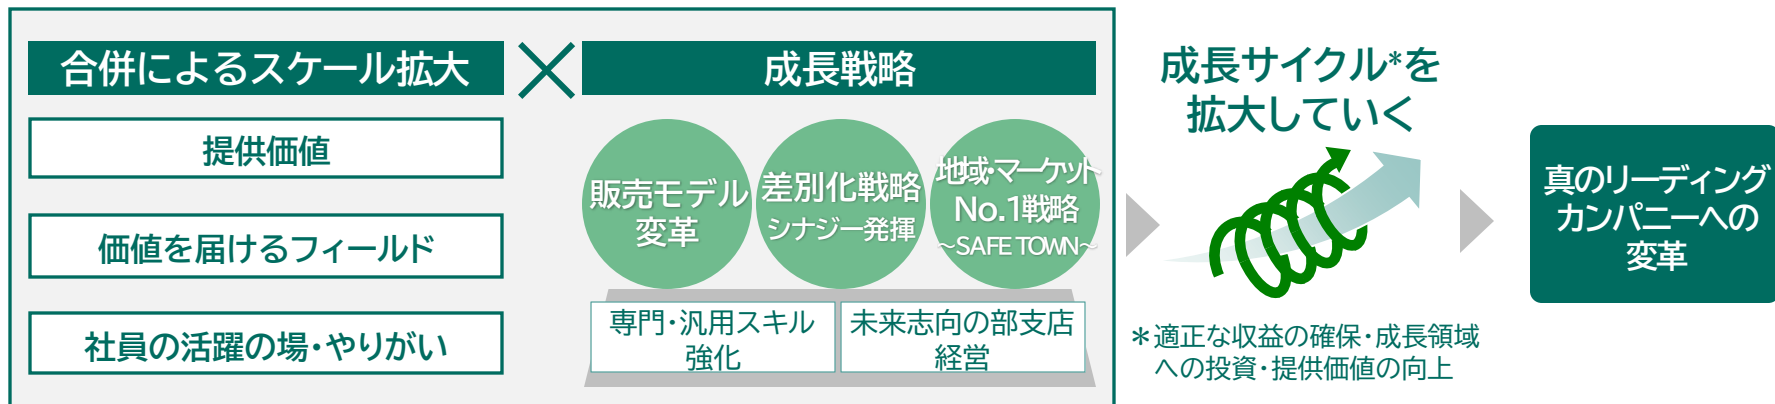 合併によるスケール拡大
提供価値
価値を届けるフィールド
社員の活躍の場・やりがい
成長戦略
販売モデル
変革
差別化戦略
シナジー発揮
地域・マーケット
No.1戦略
～SAFE TOWN～
専門・汎用スキル
強化
未来志向の部支店
経営
成長サイクル*を
拡大していく
＊適正な収益の確保・成長領域
への投資・提供価値の向上
真のリーディング
カンパニーへの
変革